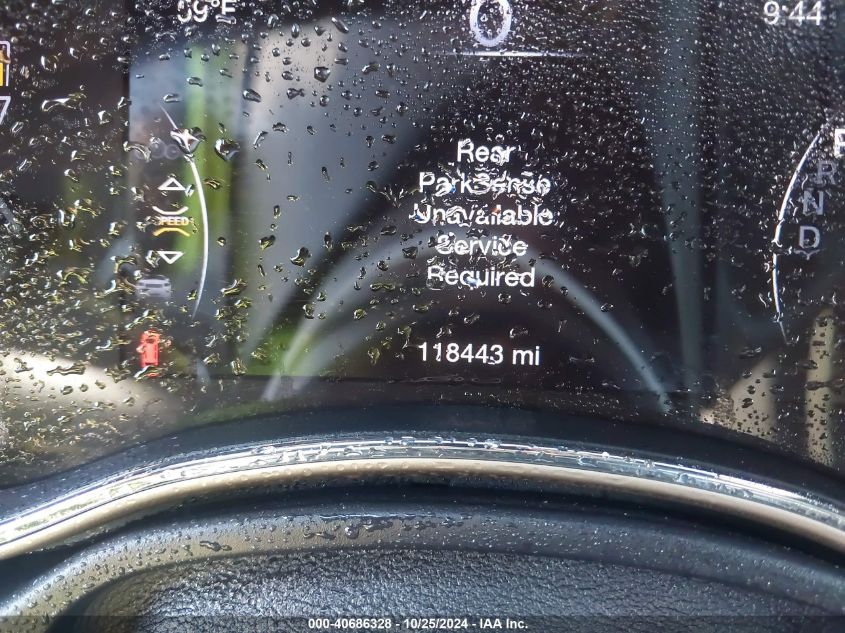 0
9:44
Rear
ParkSense
Unavailable
Service
Required
118443 mi
P
R
N
D
000-40686328 - 10/25/2024 - IAA Inc.